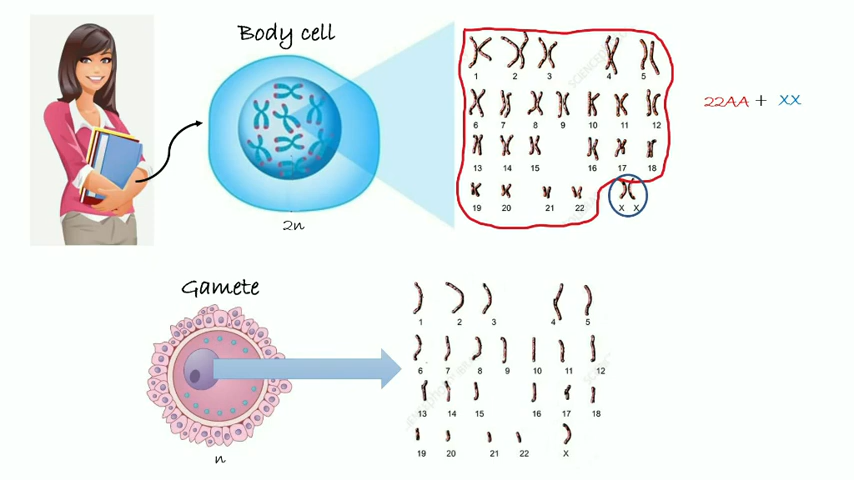 Body cell
1 2 3 4 5
22AA + XX
6 7 8 9 10 11 12
13 14 15 16 17 18
19 20 21 22 X X
2n
Gamete
1 2 3 4 5
6 7 8 9 10 11 12
13 14 15 16 17 18
19 20 21 22 X
n